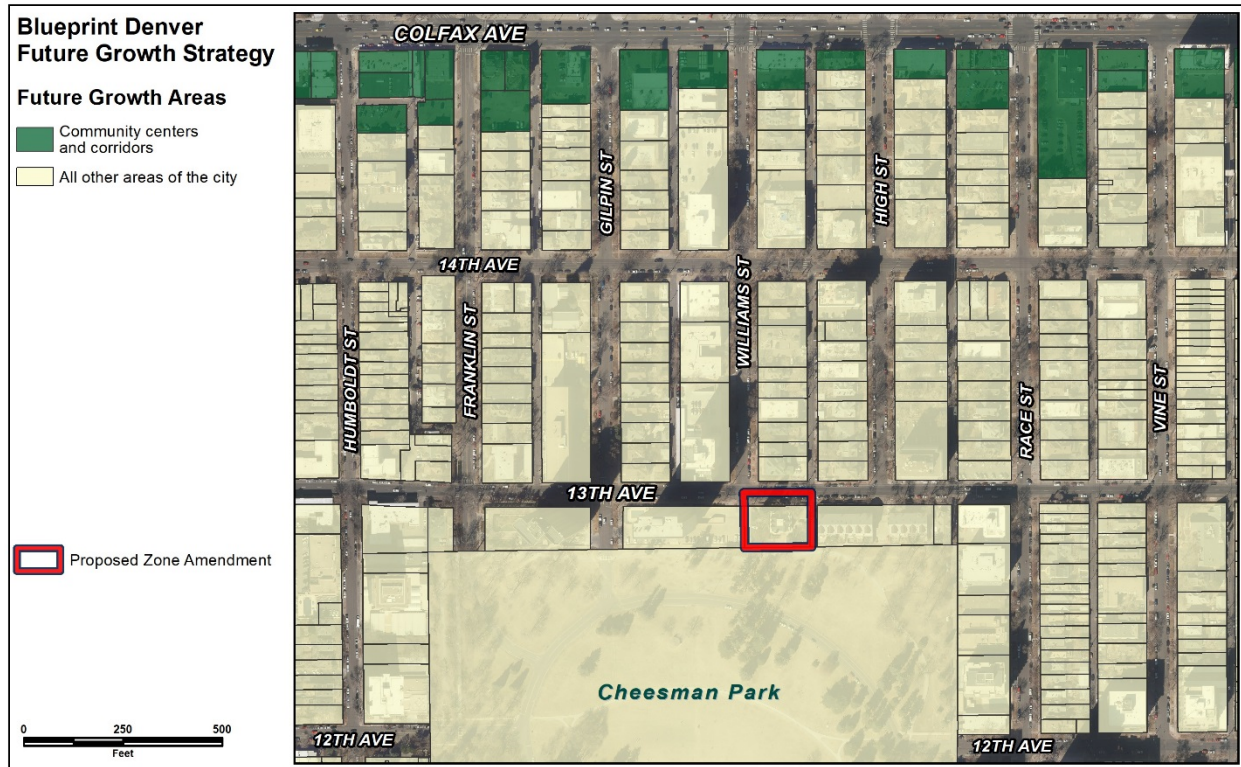 Blueprint Denver
Future Growth Strategy
Future Growth Areas
Community centers
and corridors
All other areas of the city
Proposed Zone Amendment
0 250 500
Feet
COLFAX AVE
GILPIN ST
HIGH ST
14TH AVE
WILLIAMS ST
HUMBOLDT ST
FRANKLIN ST
RACE ST
VINE ST
13TH AVE
Cheesman Park
12TH AVE
12TH AVE